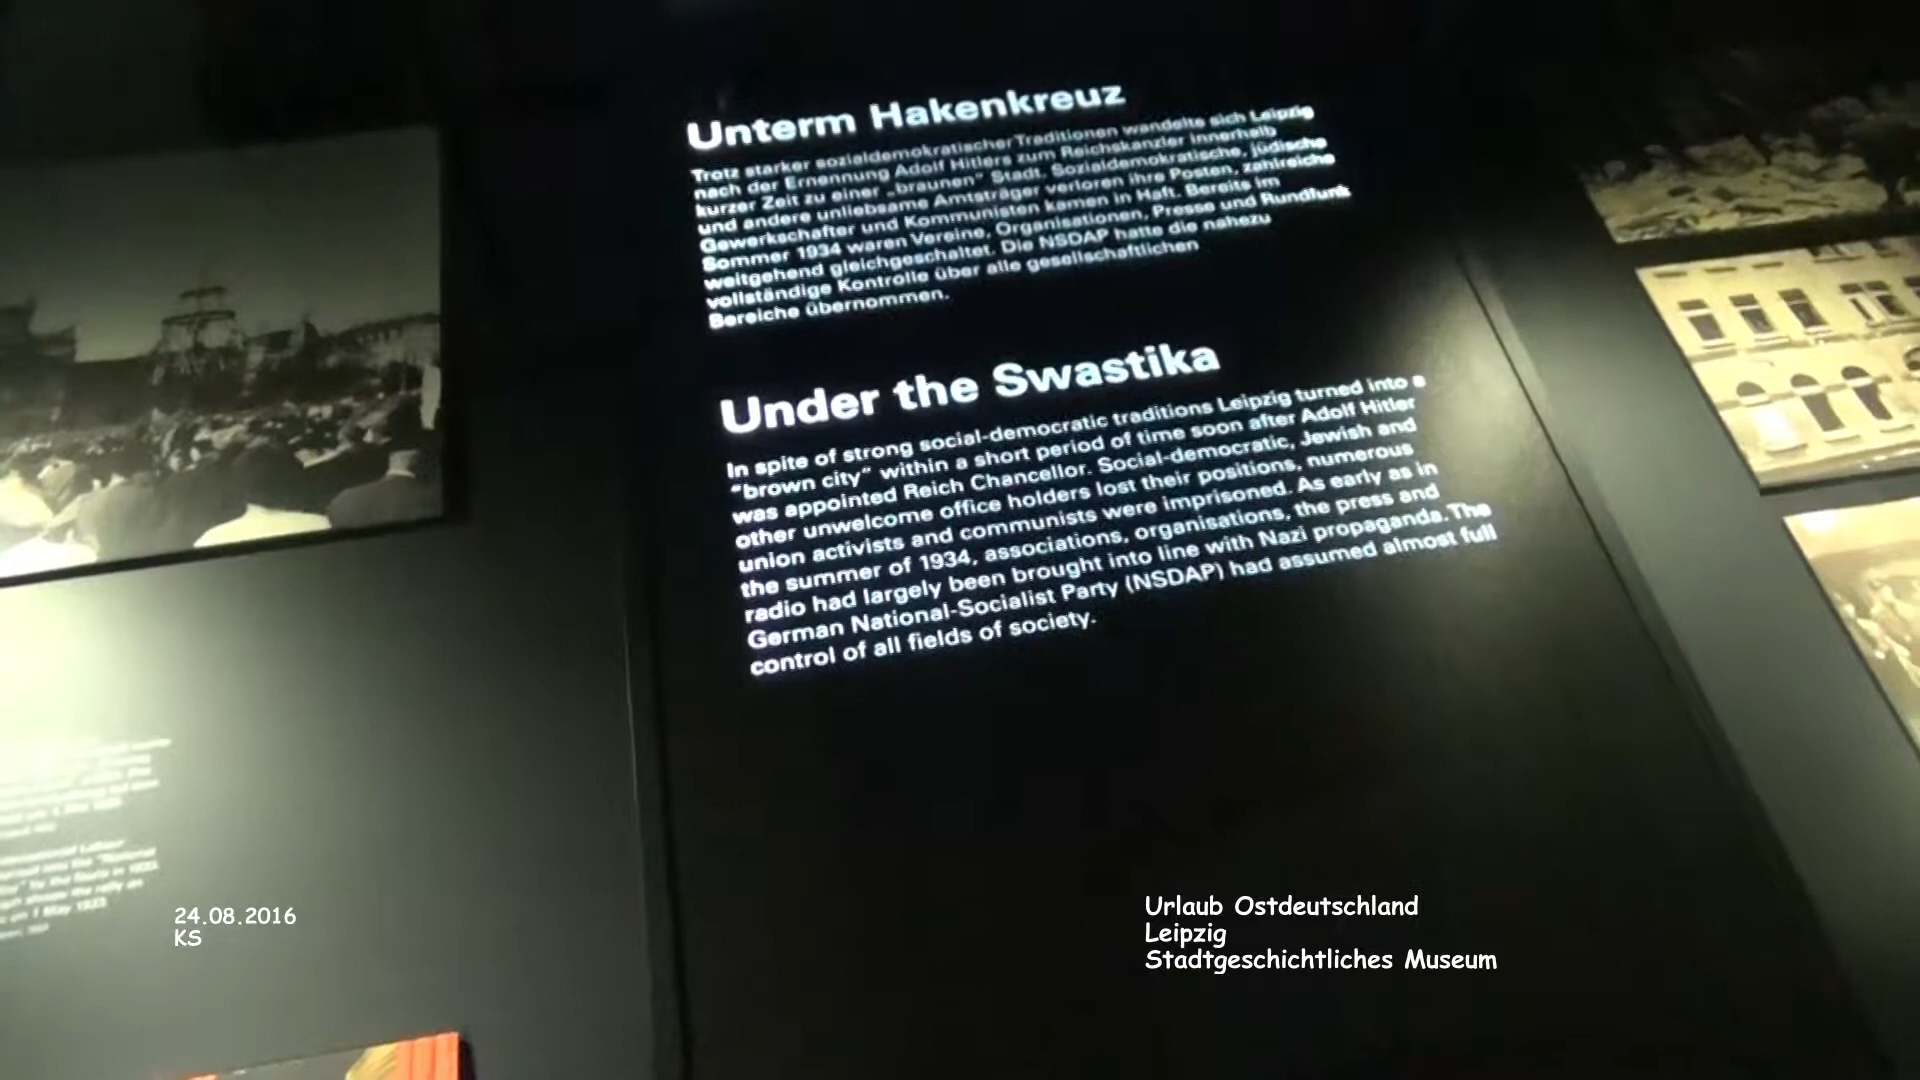 Unterm Hakenkreuz
Trotz starker sozialdemokratischer Traditionen wandelte sich Leipzig
nach der Ernennung Adolf Hitlers zum Reichskanzler innerhalb
kurzer Zeit zu einer „braunen“ Stadt. Sozialdemokratische, jüdische
und andere unliebsame Amtsträger verloren ihre Posten, zahlreiche
Gewerkschafter und Kommunisten kamen in Haft. Bereits im
Sommer 1934 waren Vereine, Organisationen, Presse und Rundfunk
weitgehend gleichgeschaltet. Die NSDAP hatte die nahezu
vollständige Kontrolle über alle gesellschaftlichen
Bereiche übernommen.
Under the Swastika
In spite of strong social-democratic traditions Leipzig turned into a
“brown city” within a short period of time soon after Adolf Hitler
was appointed Reich Chancellor. Social-democratic, Jewish and
other unwelcome office holders lost their positions, numerous
union activists and communists were imprisoned. As early as in
the summer of 1934, associations, organisations, the press and
radio had largely been brought into line with Nazi propaganda. The
German National-Socialist Party (NSDAP) had assumed almost full
control of all fields of society.
24.08.2016
KS
Urlaub Ostdeutschland
Leipzig
Stadtgeschichtliches Museum